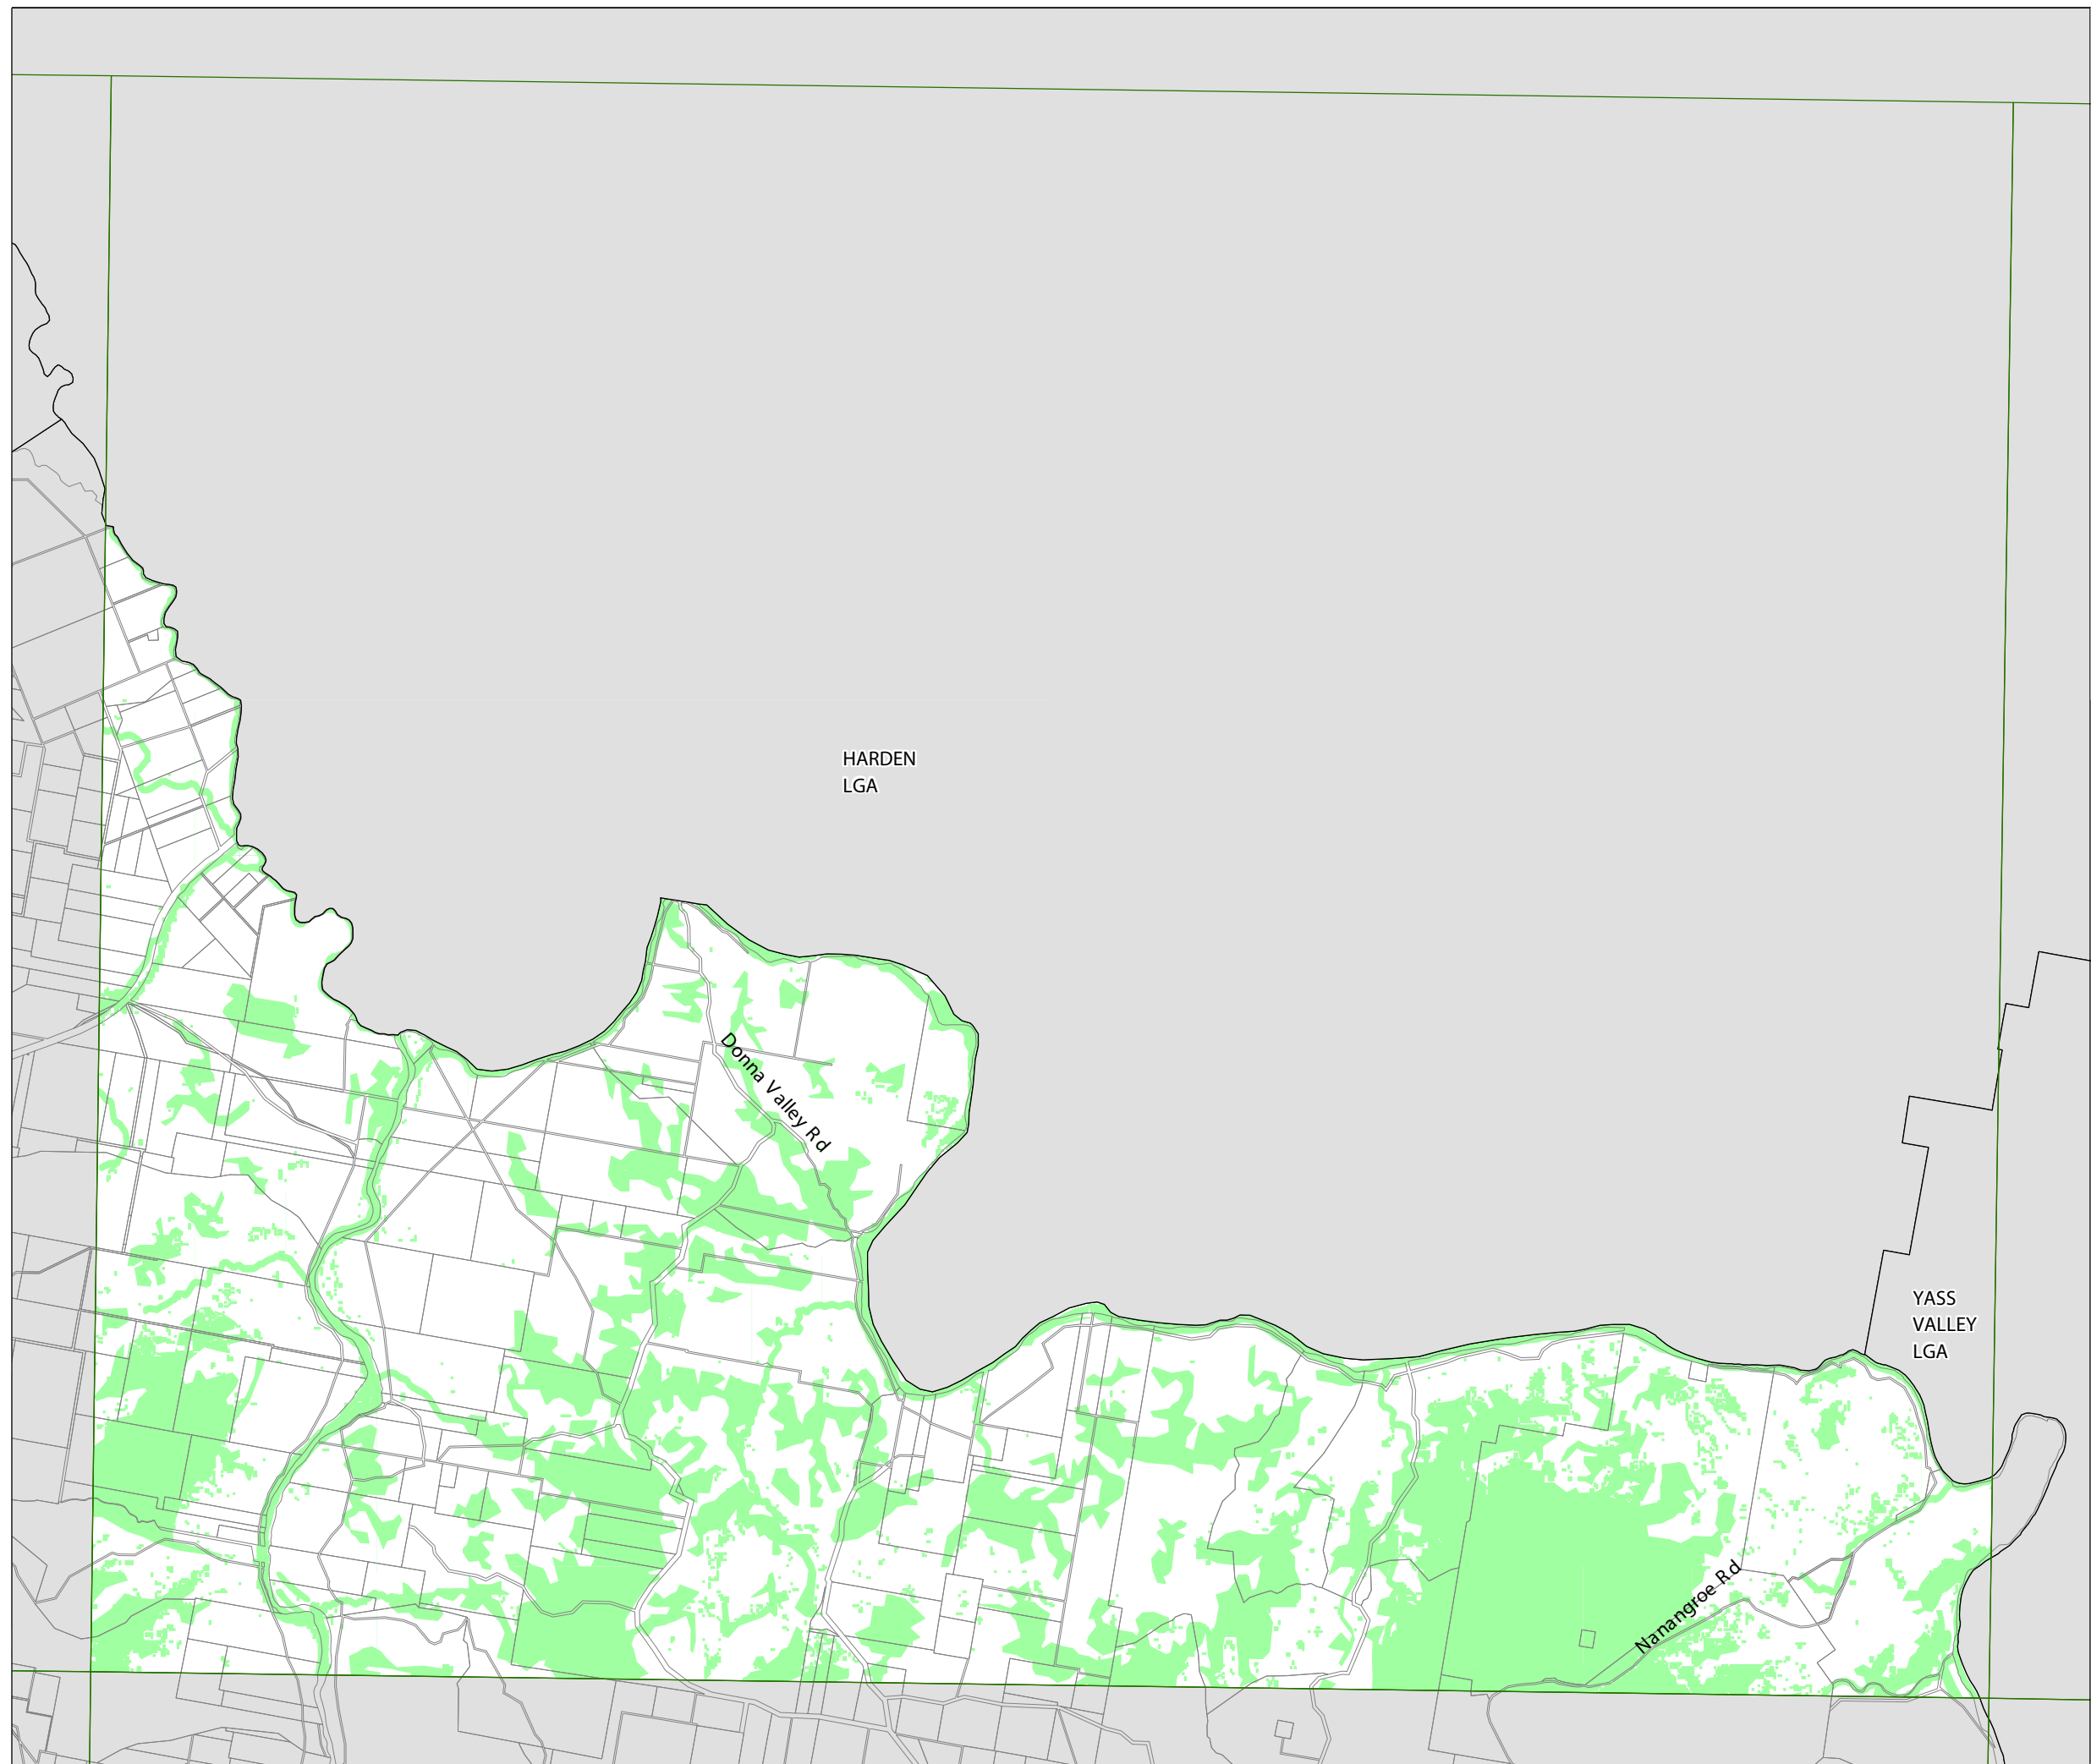 HARDEN
LGA
Donna Valley Rd
YASS
VALLEY
LGA
Nanangroe Rd